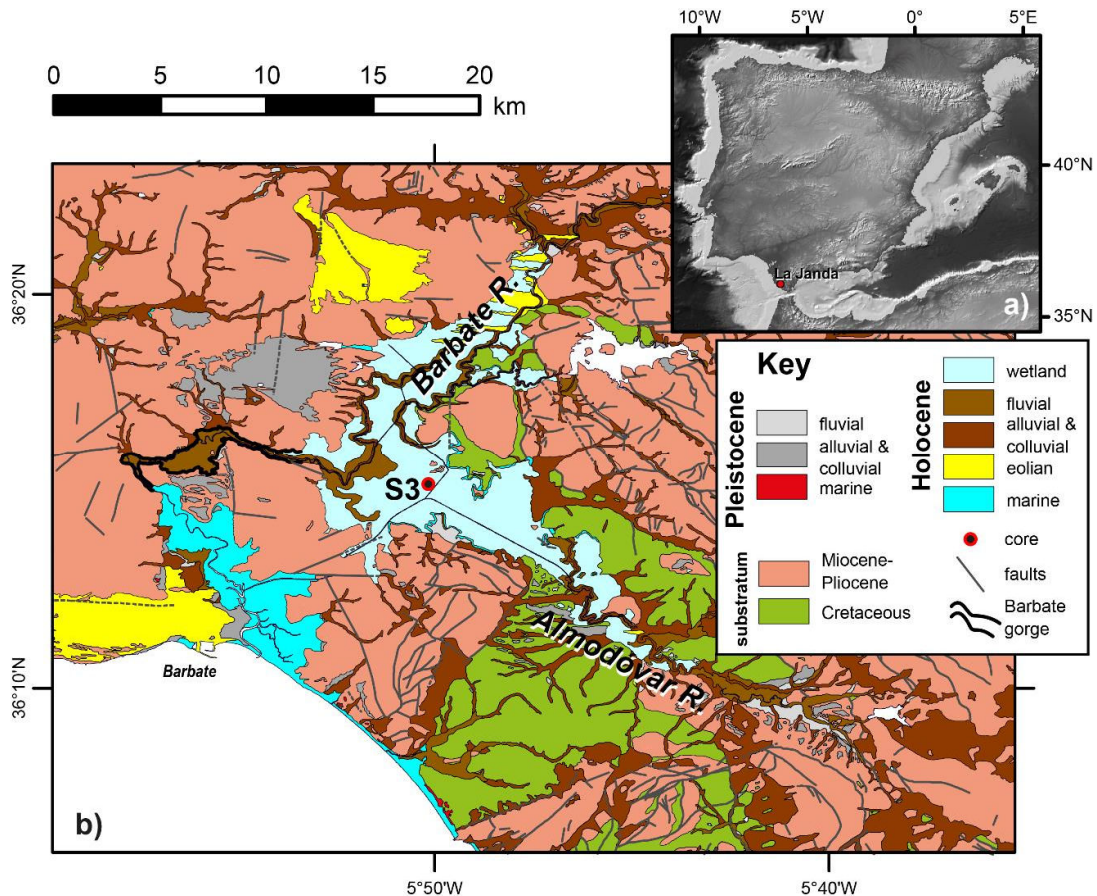 10°W 5°W 0° 5°E
0 5 10 15 20
km
40°N
La Janda
a)
35°N
36°20'N
Barbate R.
S3
Key
Pleistocene
fluvial
alluvial &
colluvial
marine
Holocene
wetland
fluvial
alluvial &
colluvial
eolian
marine
core
faults
Barbate
gorge
substratum
Miocene-
Pliocene
Cretaceous
Almodóvar R.
Barbate
36°10'N
b)
5°50'W 5°40'W